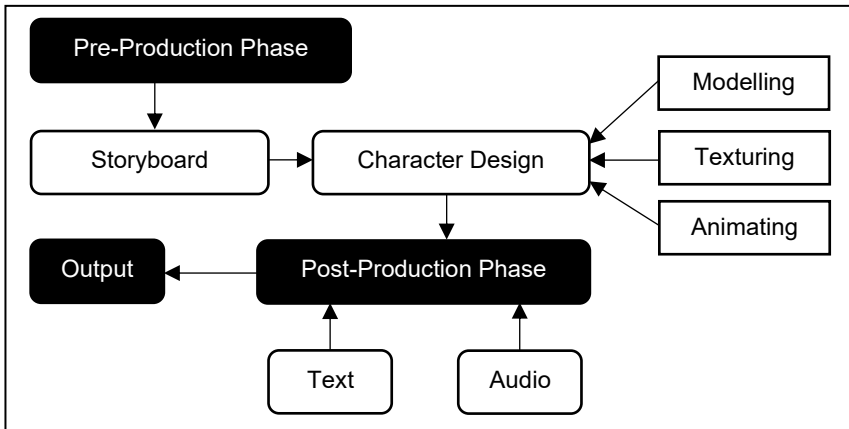 Pre-Production Phase
Modelling
Storyboard
Character Design
Texturing
Animating
Output
Post-Production Phase
Text
Audio